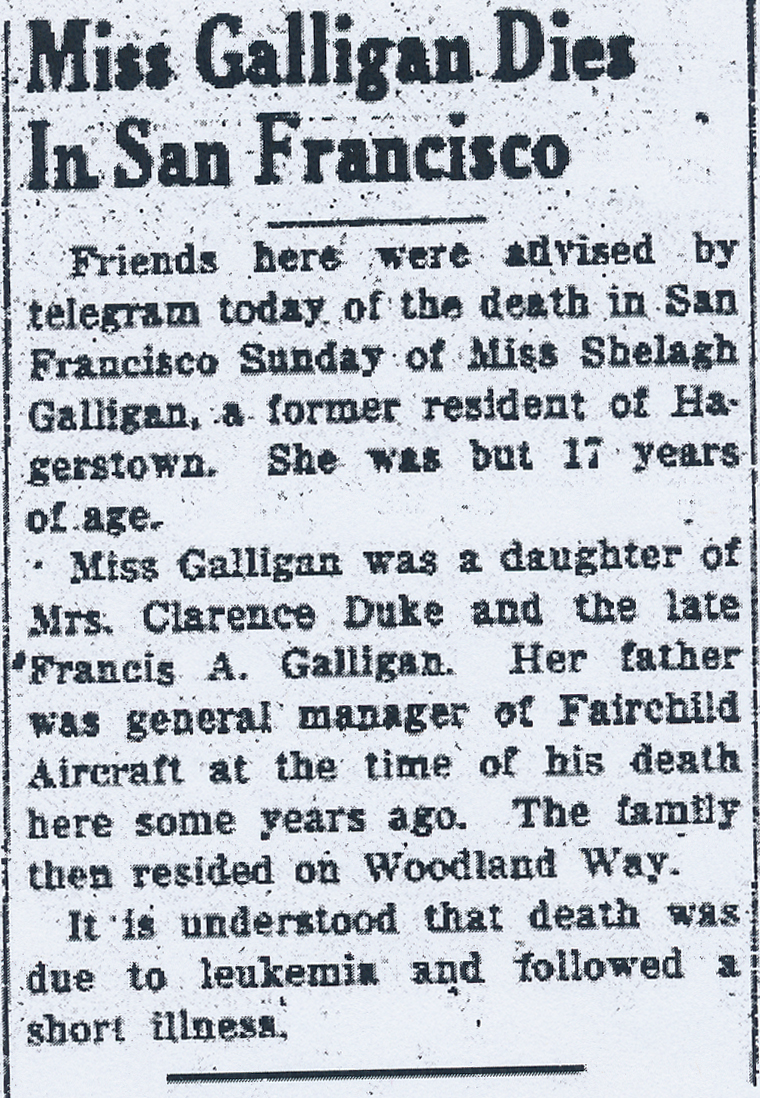 Miss Galligan Dies
In San Francisco
Friends here were advised by
telegram today of the death in San
Francisco Sunday of Miss Shelagh
Galligan, a former resident of Ha-
gerstown. She was but 17 years
of age.
Miss Galligan was a daughter of
Mrs. Clarence Duke and the late
Francis A. Galligan. Her father
was general manager of Fairchild
Aircraft at the time of his death
here some years ago. The family
then resided on Woodland Way.
It is understood that death was
due to leukemia and followed a
short illness.